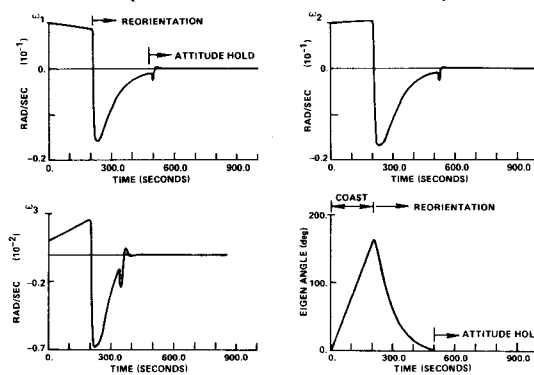 ω1
REORIENTATION
ATTITUDE HOLD
RAD/SEC (10⁻¹)
0.
-0.2
0. 300.0 600.0 900.0
TIME (SECONDS)
ω2
RAD/SEC (10⁻¹)
0.
-0.2
0. 300.0 600.0 900.0
TIME (SECONDS)
ω3
RAD/SEC (10⁻²)
-0.2
-0.7
0. 300.0 600.0 900.0
TIME (SECONDS)
COAST
REORIENTATION
EIGEN ANGLE (deg)
200.
100.
0.
ATTITUDE HOL
0. 300.0 600.0 900.0
TIME (SECONDS)